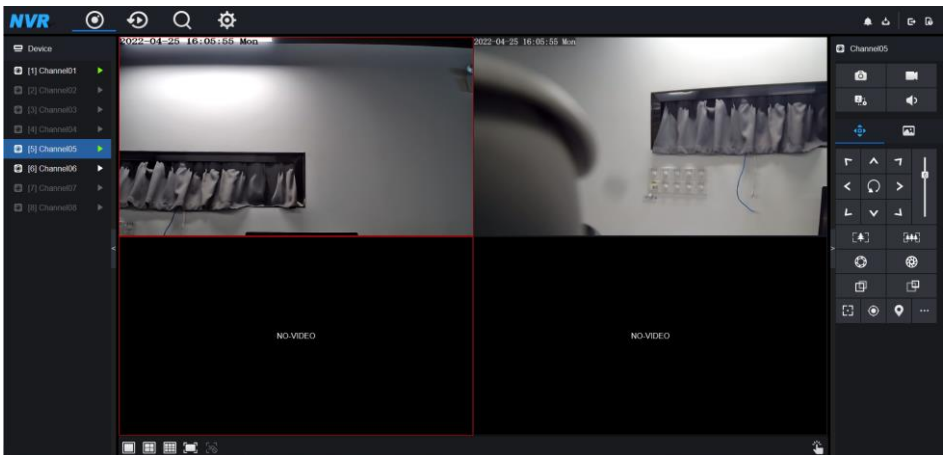 NVR
Device
[1] Channel01
[2] Channel02
[3] Channel03
[4] Channel04
[5] Channel05
[6] Channel06
[7] Channel07
[8] Channel08
2022-04-25 16:05:55 Mon
2022-04-25 16:05:55 Mon
NO-VIDEO
NO-VIDEO
Channel05